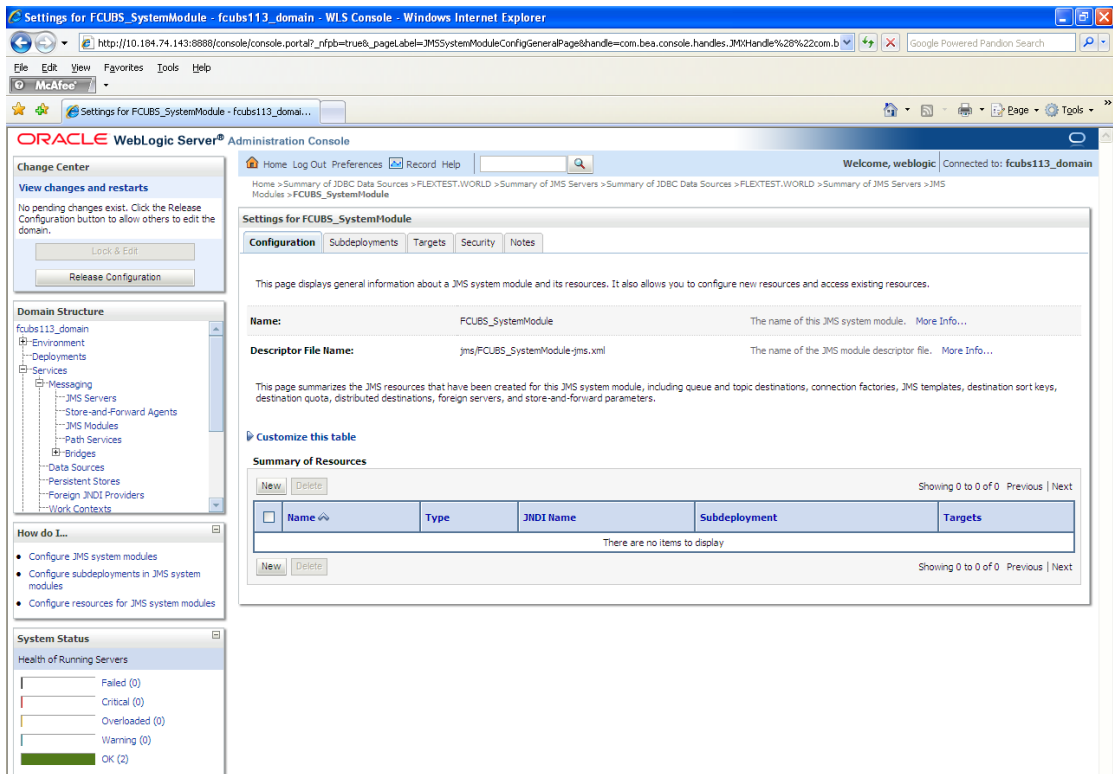 Settings for FCUBS_SystemModule - fcubs113_domain - WLS Console - Windows Internet Explorer
http://10.184.74.143:8888/console/console.portal?_nfpb=true&_pageLabel=JMSSystemModuleConfigGeneralPage&handle=com.bea.console.handles.JMXHandle%28%22com.b
Google Powered Pandion Search
File Edit View Favorites Tools Help
McAfee
Settings for FCUBS_SystemModule - fcubs113_domai...
Page Tools
ORACLE WebLogic Server® Administration Console
Change Center
View changes and restarts
No pending changes exist. Click the Release
Configuration button to allow others to edit the
domain.
Lock & Edit
Release Configuration
Domain Structure
fcubs113_domain
Environment
Deployments
Services
Messaging
JMS Servers
Store-and-Forward Agents
JMS Modules
Path Services
Bridges
Data Sources
Persistent Stores
Foreign JNDI Providers
Work Contexts
How do I...
Configure JMS system modules
Configure subdeployments in JMS system
modules
Configure resources for JMS system modules
System Status
Health of Running Servers
Failed (0)
Critical (0)
Overloaded (0)
Warning (0)
OK (2)
Home Log Out Preferences Record Help
Welcome, weblogic Connected to: fcubs113_domain
Home >Summary of JDBC Data Sources >FLEXTEST.WORLD >Summary of JMS Servers >Summary of JDBC Data Sources >FLEXTEST.WORLD >Summary of JMS Servers >JMS
Modules >FCUBS_SystemModule
Settings for FCUBS_SystemModule
Configuration Subdeployments Targets Security Notes
This page displays general information about a JMS system module and its resources. It also allows you to configure new resources and access existing resources.
Name: FCUBS_SystemModule The name of this JMS system module. More Info...
Descriptor File Name: jms/FCUBS_SystemModule-jms.xml The name of the JMS module descriptor file. More Info...
This page summarizes the JMS resources that have been created for this JMS system module, including queue and topic destinations, connection factories, JMS templates, destination sort keys,
destination quota, distributed destinations, foreign servers, and store-and-forward parameters.
Customize this table
Summary of Resources
New Delete Showing 0 to 0 of 0 Previous | Next
Name Type JNDI Name Subdeployment Targets
There are no items to display
New Delete Showing 0 to 0 of 0 Previous | Next